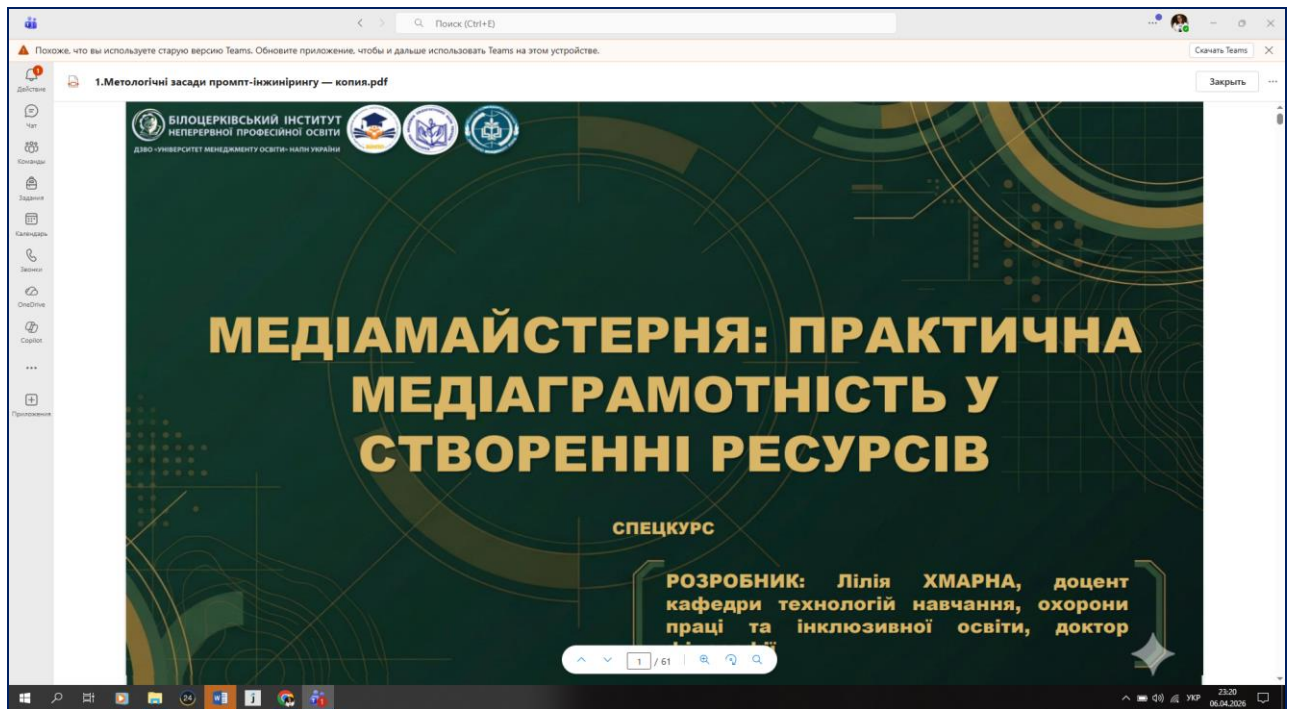 Поиск (Ctrl+E)
Похоже, что вы используете старую версию Teams. Обновите приложение, чтобы и дальше использовать Teams на этом устройстве.
Скачать Teams
Действие
1.Метологічні засади промпт-інжинірингу — копия.pdf
Закрыть
Чат
Команды
Задания
Календарь
Звонки
OneDrive
Copilot
Приложения
БІЛОЦЕРКІВСЬКИЙ ІНСТИТУТ
НЕПЕРЕРВНОЇ ПРОФЕСІЙНОЇ ОСВІТИ
ДЗВО «УНІВЕРСИТЕТ МЕНЕДЖМЕНТУ ОСВІТИ» НАПН УКРАЇНИ
МЕДІАМАЙСТЕРНЯ: ПРАКТИЧНА
МЕДІАГРАМОТНІСТЬ У
СТВОРЕННІ РЕСУРСІВ
СПЕЦКУРС
РОЗРОБНИК: Лілія ХМАРНА, доцент
кафедри технологій навчання, охорони
праці та інклюзивної освіти, доктор
1 / 61
24
УКР
23:20
06.04.2026